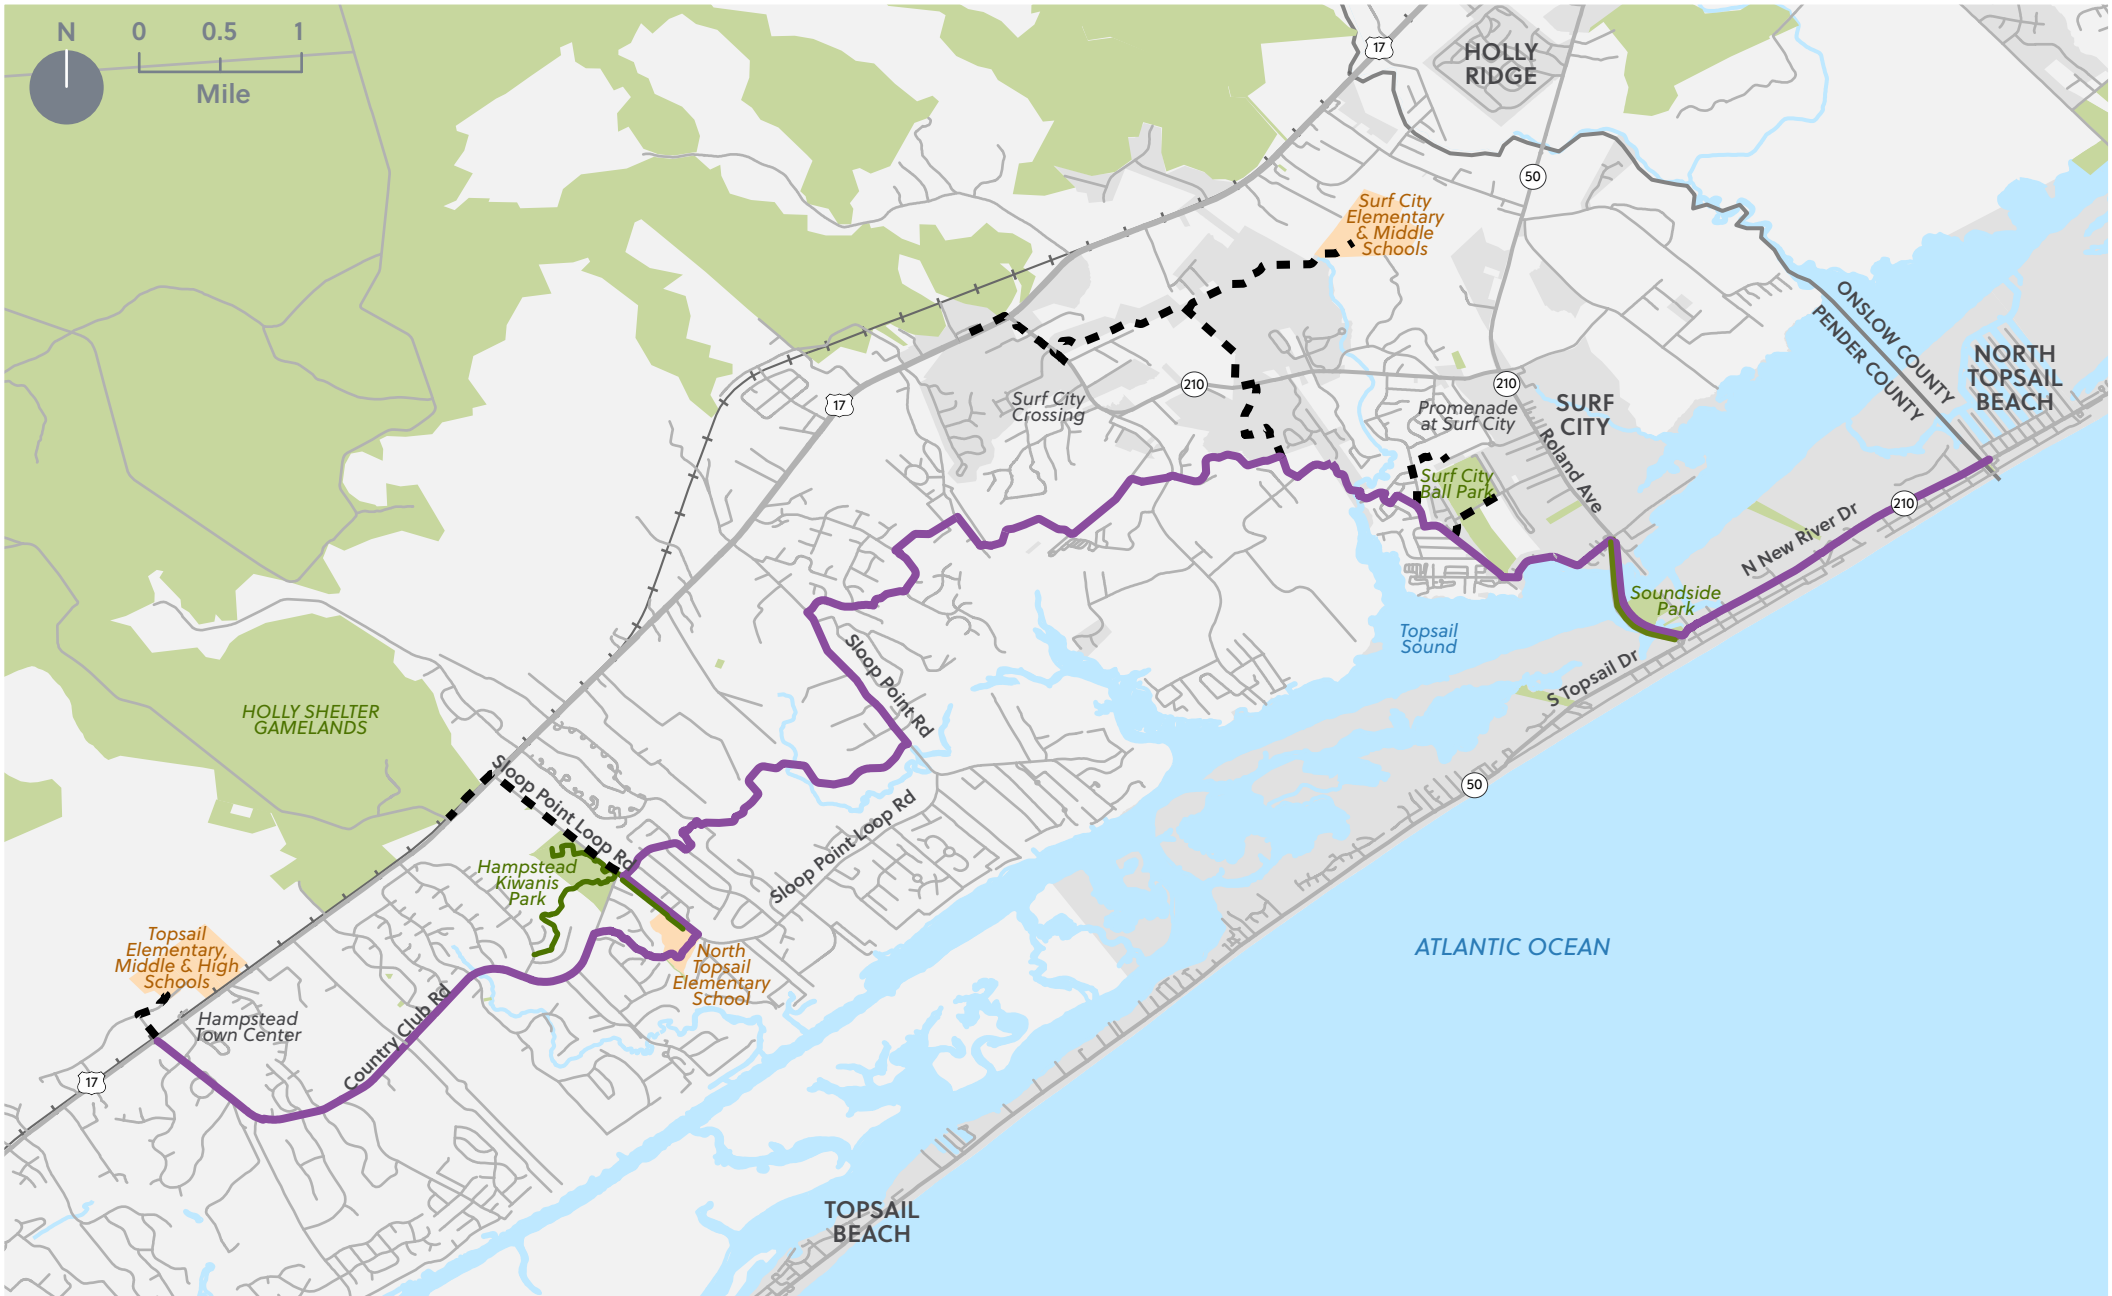 N
0 0.5 1
Mile
17
HOLLY
RIDGE
50
Surf City
Elementary
& Middle
Schools
ONSLOW COUNTY
PENDER COUNTY
NORTH
TOPSAIL
BEACH
17
210
210
Surf City
Crossing
Promenade
at Surf City
SURF
CITY
Roland Ave
Surf City
Ball Park
210
N New River Dr
Soundside
Park
Topsail
Sound
Sloop Point Rd
S Topsail Dr
HOLLY SHELTER
GAMELANDS
50
Sloop Point Loop Rd
Sloop Point Loop Rd
Hampstead
Kiwanis
Park
ATLANTIC OCEAN
Topsail
Elementary,
Middle & High
Schools
North
Topsail
Elementary
School
Hampstead
Town Center
Country Club Rd
17
TOPSAIL
BEACH